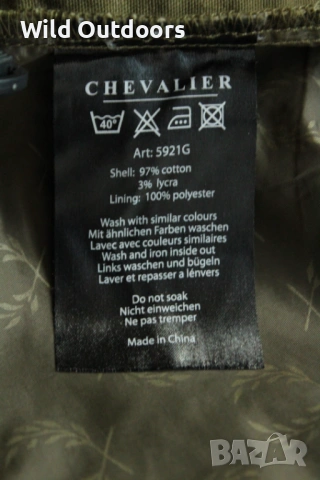 Wild Outdoors
CHEVALIER
40°
Art: 5921G
Shell: 97% cotton
3% lycra
Lining: 100% polyester
Wash with similar colours
Mit ähnlichen Farben waschen
Lavec avec couleurs similaires
Wash and iron inside out
Links waschen und bügeln
Laver et repasser a lénvers
Do not soak
Nicht einweichen
Ne pas tremper
Made in China
Bazar